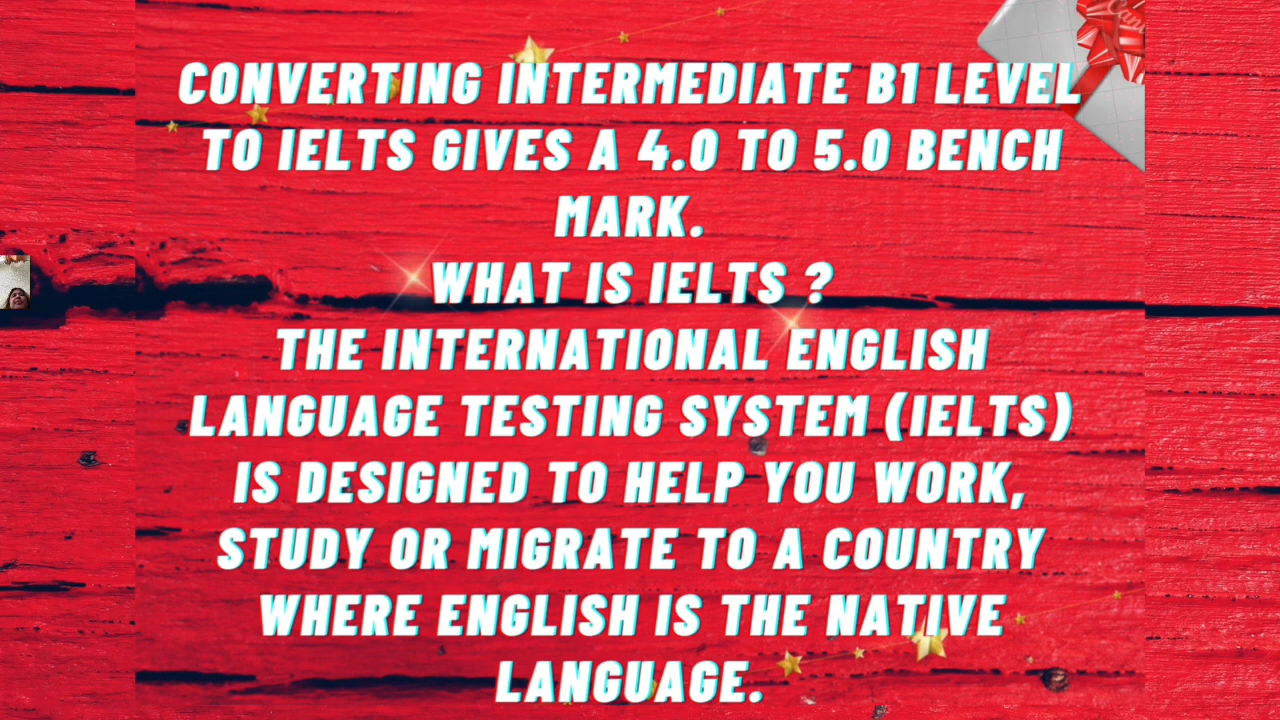 CONVERTING INTERMEDIATE B1 LEVEL
TO IELTS GIVES A 4.0 TO 5.0 BENCH
MARK.
WHAT IS IELTS ?
THE INTERNATIONAL ENGLISH
LANGUAGE TESTING SYSTEM (IELTS)
IS DESIGNED TO HELP YOU WORK,
STUDY OR MIGRATE TO A COUNTRY
WHERE ENGLISH IS THE NATIVE
LANGUAGE.